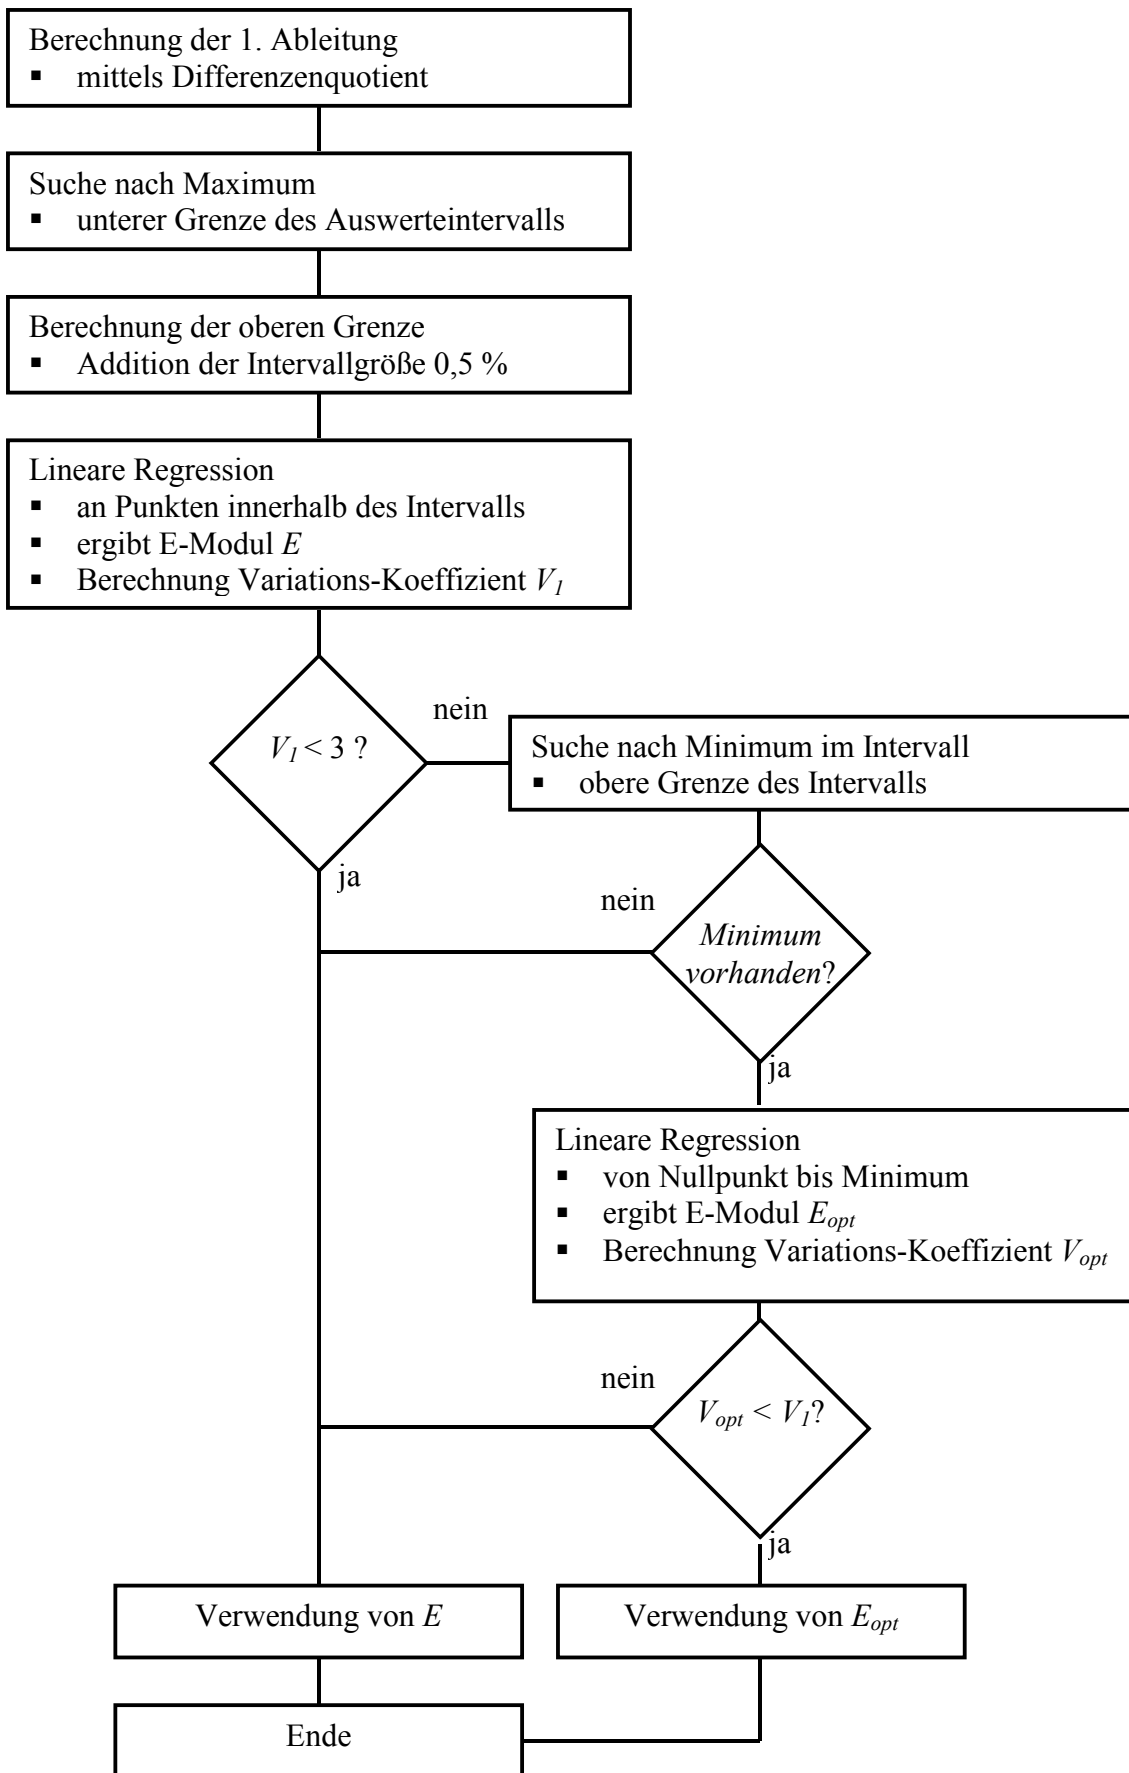 Berechnung der 1. Ableitung
▪ mittels Differenzenquotient
Suche nach Maximum
▪ unterer Grenze des Auswerteintervalls
Berechnung der oberen Grenze
▪ Addition der Intervallgröße 0,5 %
Lineare Regression
▪ an Punkten innerhalb des Intervalls
▪ ergibt E-Modul E
▪ Berechnung Variations-Koeffizient V1
V1 < 3 ?
nein
Suche nach Minimum im Intervall
▪ obere Grenze des Intervalls
ja
nein
Minimum
vorhanden?
ja
Lineare Regression
▪ von Nullpunkt bis Minimum
▪ ergibt E-Modul Eopt
▪ Berechnung Variations-Koeffizient Vopt
nein
Vopt < V1?
ja
Verwendung von E
Verwendung von Eopt
Ende